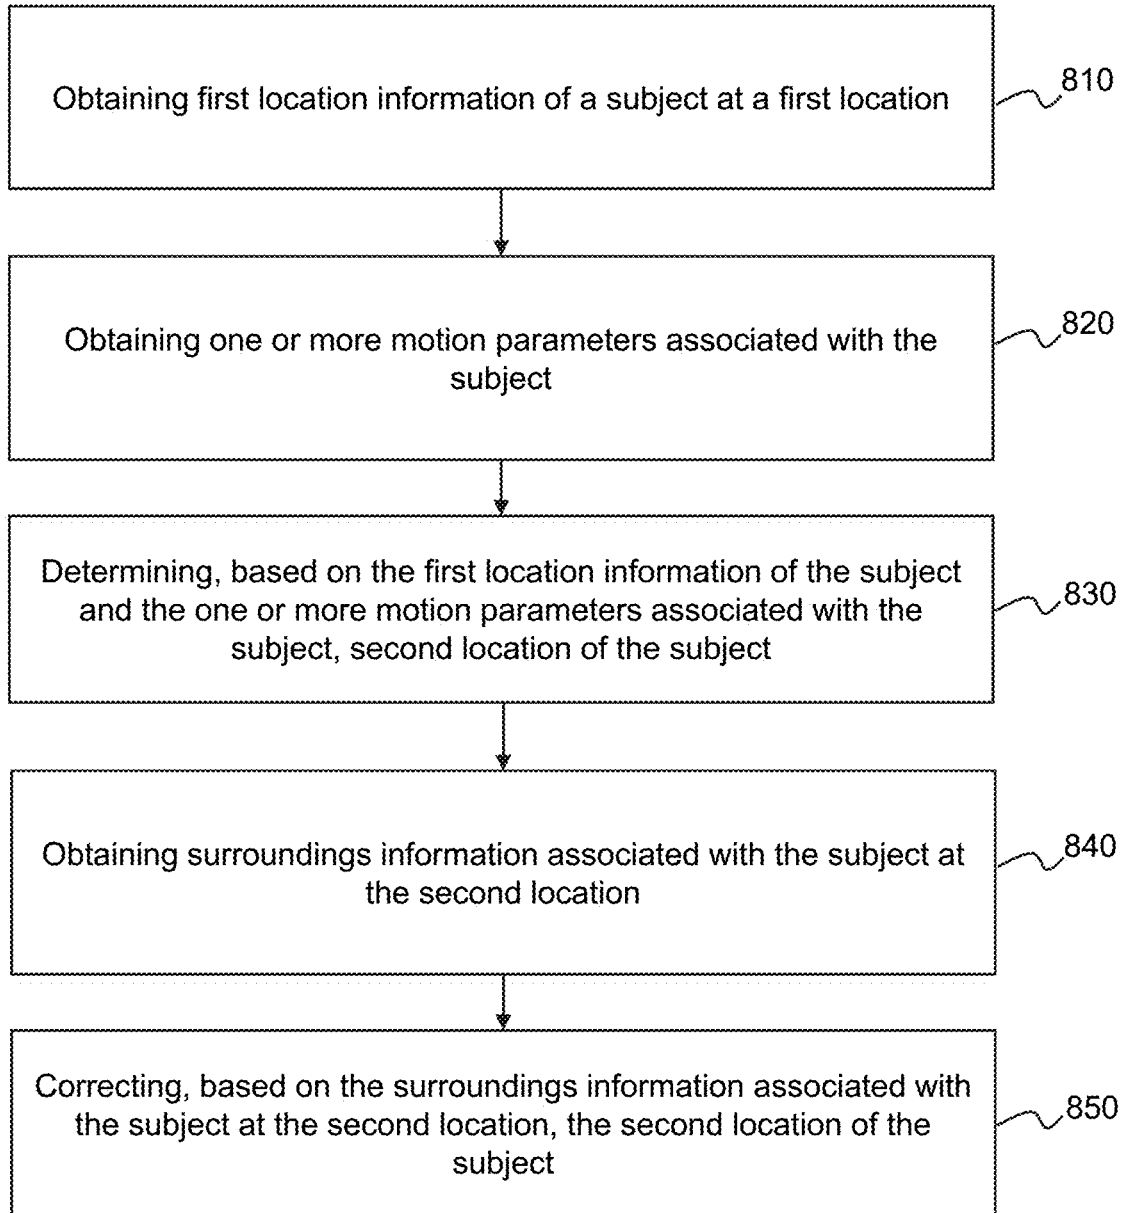 Obtaining first location information of a subject at a first location
810
Obtaining one or more motion parameters associated with the
subject
820
Determining, based on the first location information of the subject
and the one or more motion parameters associated with the
subject, second location of the subject
830
Obtaining surroundings information associated with the subject at
the second location
840
Correcting, based on the surroundings information associated with
the subject at the second location, the second location of the
subject
850